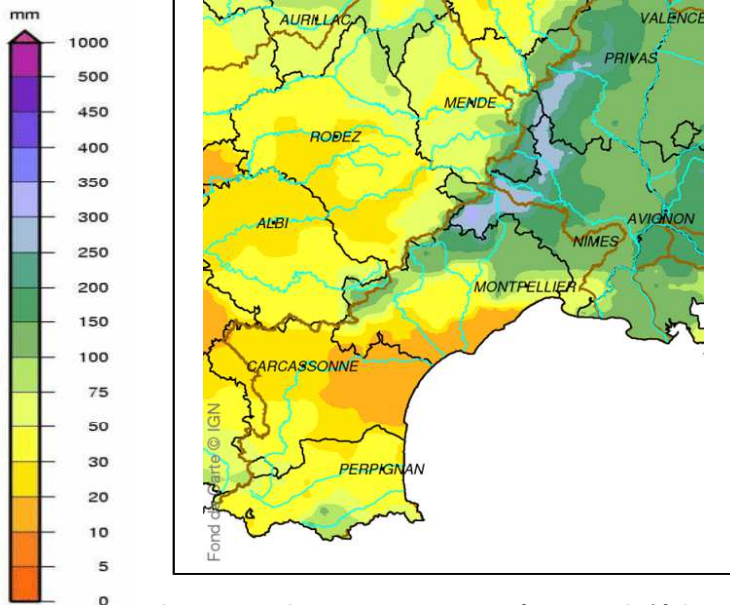 mm
1000
500
450
400
350
300
250
200
150
100
75
50
30
20
10
5
0
AURILLAC
VALENCE
PRIVAS
MENDE
RODEZ
ALBI
AVIGNON
NIMES
MONTPELLIER
CARCASSONNE
PERPIGNAN
Fond de Carte © IGN